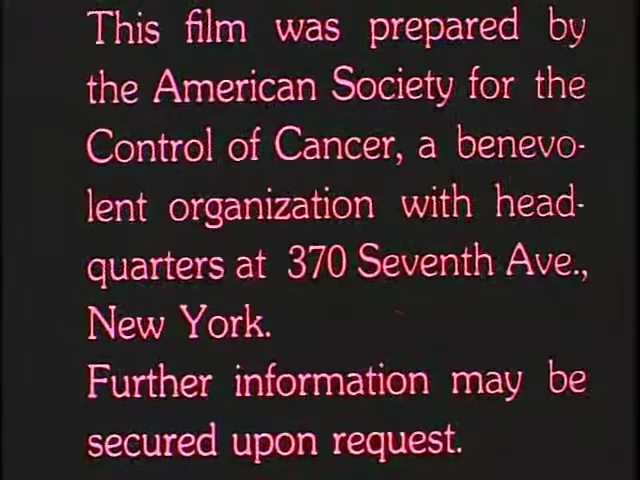 This film was prepared by
the American Society for the
Control of Cancer, a benevo-
lent organization with head-
quarters at 370 Seventh Ave.,
New York.
Further information may be
secured upon request.